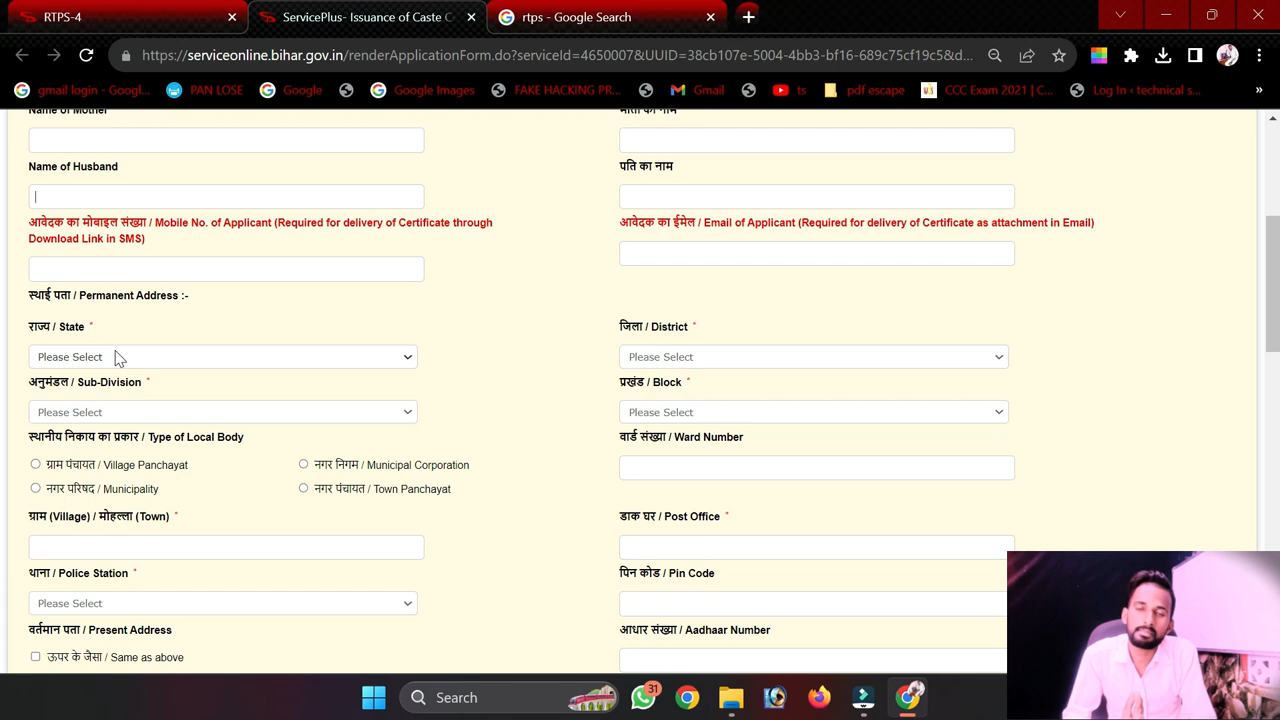 RTPS-4
ServicePlus- Issuance of Caste C
rtps - Google Search
https://serviceonline.bihar.gov.in/renderApplicationForm.do?serviceId=4650007&UUID=38cb107e-5004-4bb3-bf16-689c75cf19c5&d...
gmail login - Googl...
PAN LOSE
Google
Google Images
FAKE HACKING PR...
Gmail
ts
pdf escape
CCC Exam 2021 | C...
Log In ‹ technical s...
»
Name of Mother
माता का नाम
Name of Husband
पति का नाम
आवेदक का मोबाइल संख्या / Mobile No. of Applicant (Required for delivery of Certificate through
Download Link in SMS)
आवेदक का ईमेल / Email of Applicant (Required for delivery of Certificate as attachment in Email)
स्थाई पता / Permanent Address :-
राज्य / State *
जिला / District *
Please Select
Please Select
अनुमंडल / Sub-Division *
प्रखंड / Block *
Please Select
Please Select
स्थानीय निकाय का प्रकार / Type of Local Body
वार्ड संख्या / Ward Number
ग्राम पंचायत / Village Panchayat
नगर निगम / Municipal Corporation
नगर परिषद / Municipality
नगर पंचायत / Town Panchayat
ग्राम (Village) / मोहल्ला (Town) *
डाक घर / Post Office *
थाना / Police Station *
पिन कोड / Pin Code
Please Select
वर्तमान पता / Present Address
आधार संख्या / Aadhaar Number
ऊपर के जैसा / Same as above
Search
31